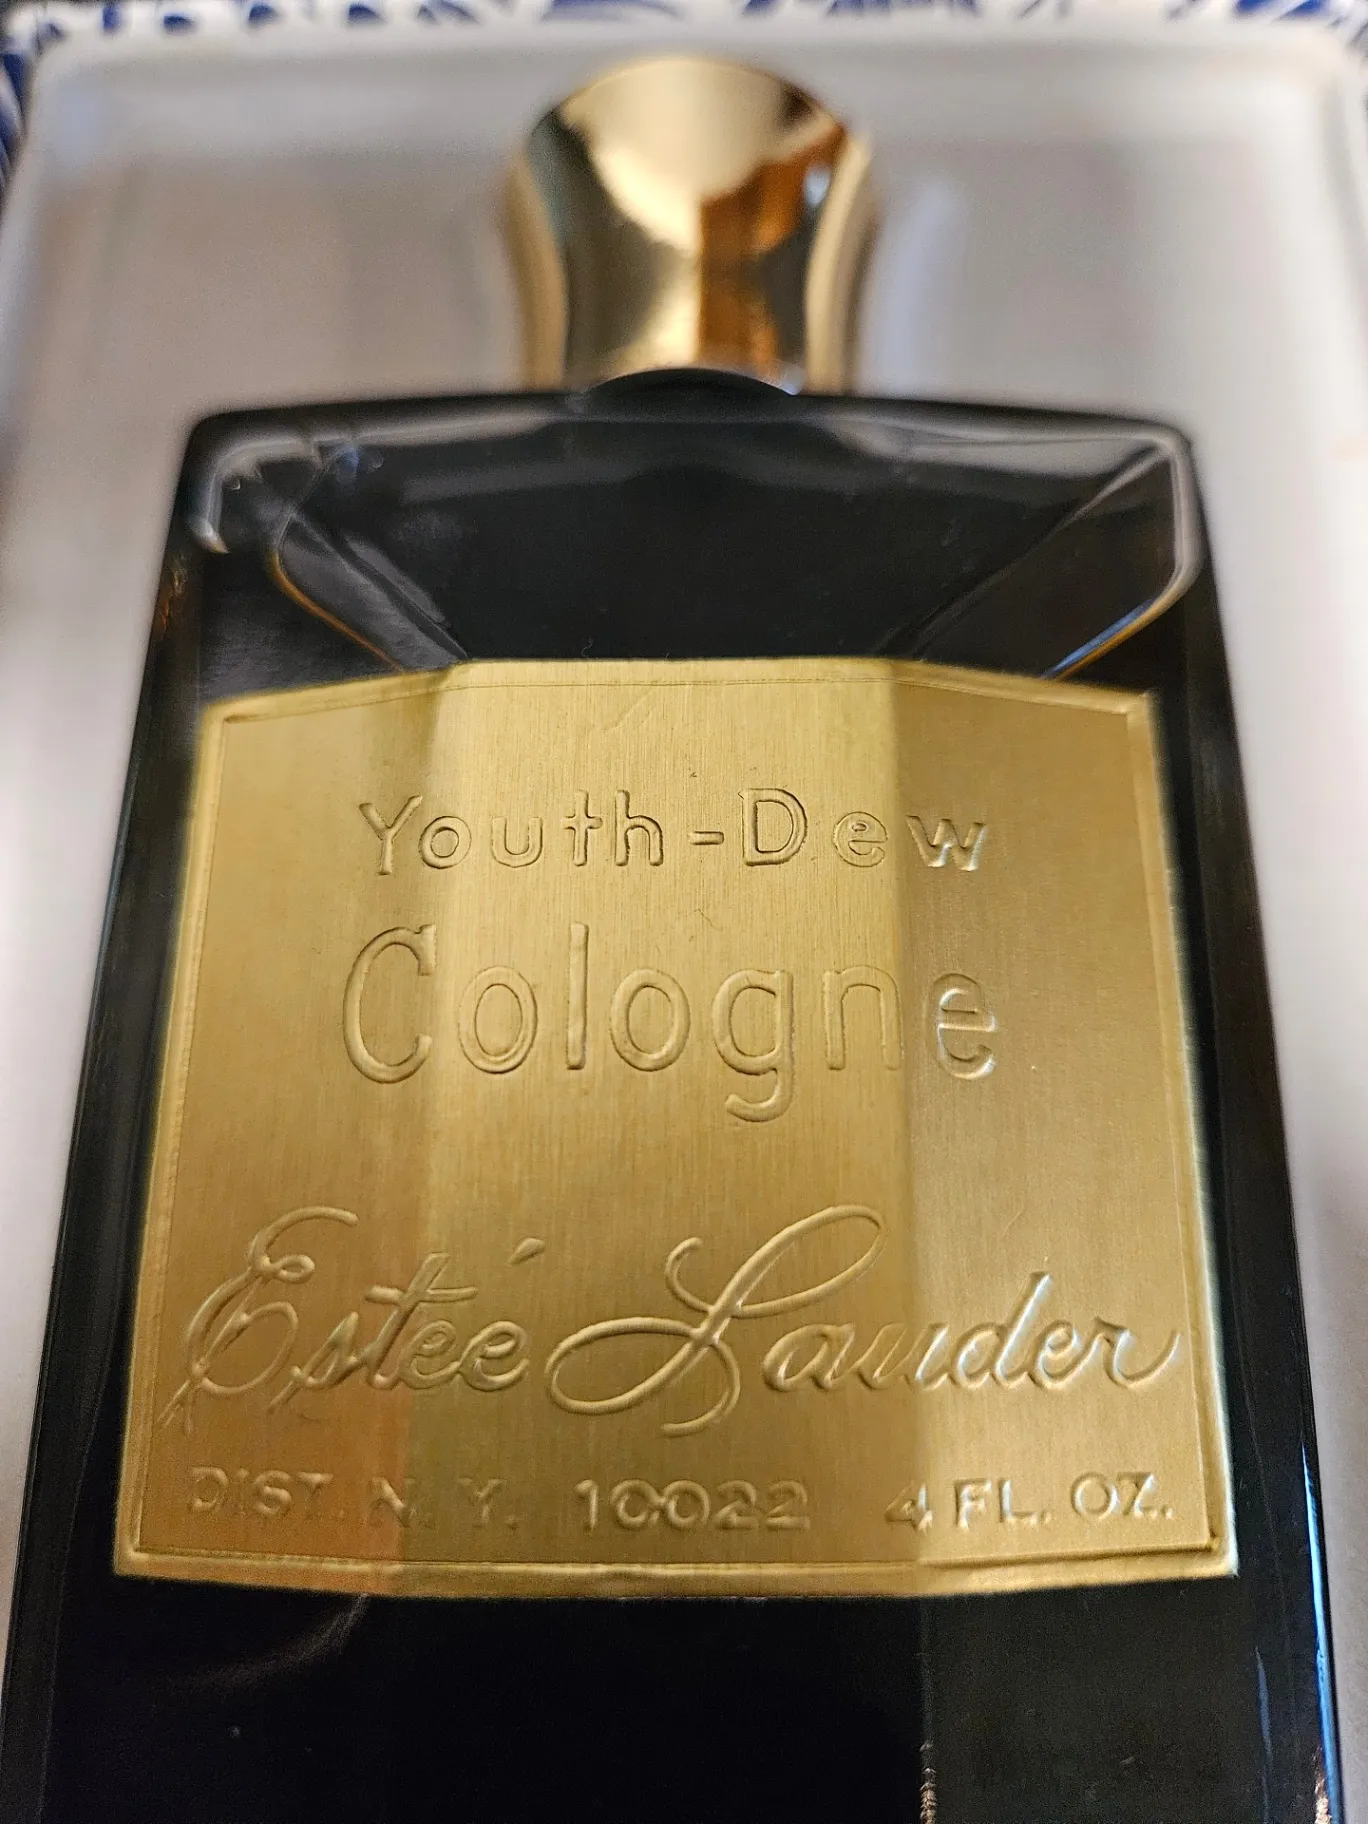 Youth-Dew
Cologne
Estée Lauder
DIST. N. Y. 10022 4 FL. OZ.